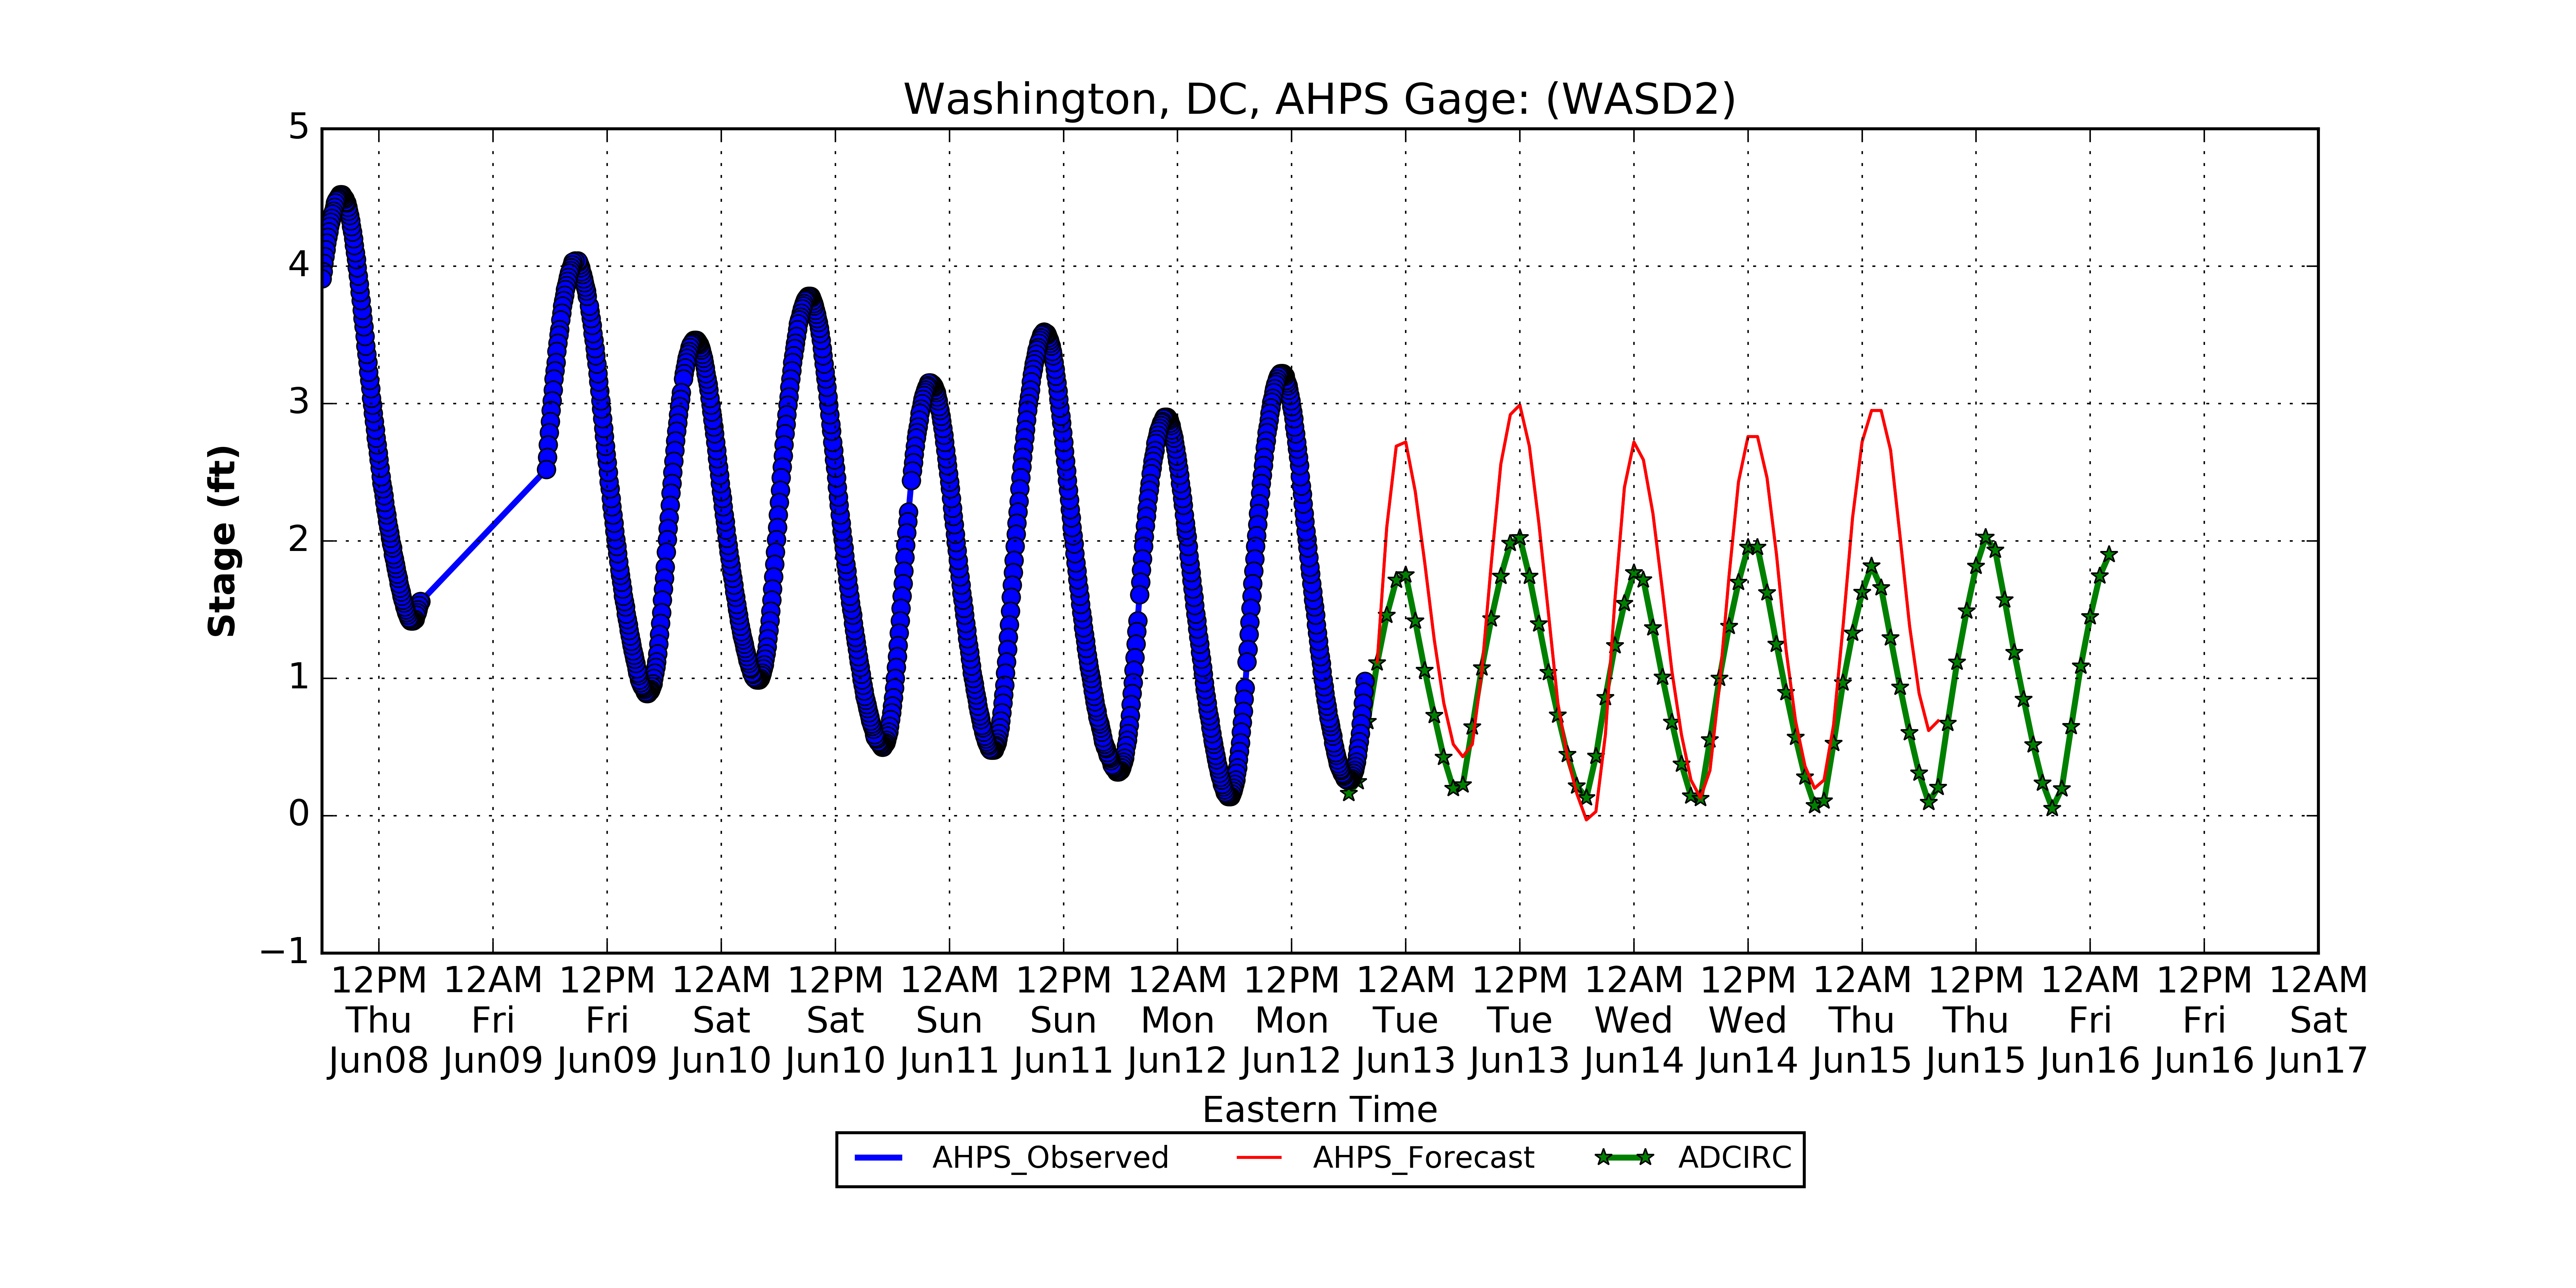 Washington, DC, AHPS Gage: (WASD2)
5
4
3
2
1
0
−1
Stage (ft)
12PM 12AM 12PM 12AM 12PM 12AM 12PM 12AM 12PM 12AM 12PM 12AM 12PM 12AM 12PM 12AM 12PM 12AM
Thu Fri Fri Sat Sat Sun Sun Mon Mon Tue Tue Wed Wed Thu Thu Fri Fri Sat
Jun08 Jun09 Jun09 Jun10 Jun10 Jun11 Jun11 Jun12 Jun12 Jun13 Jun13 Jun14 Jun14 Jun15 Jun15 Jun16 Jun16 Jun17
Eastern Time
AHPS_Observed AHPS_Forecast ADCIRC